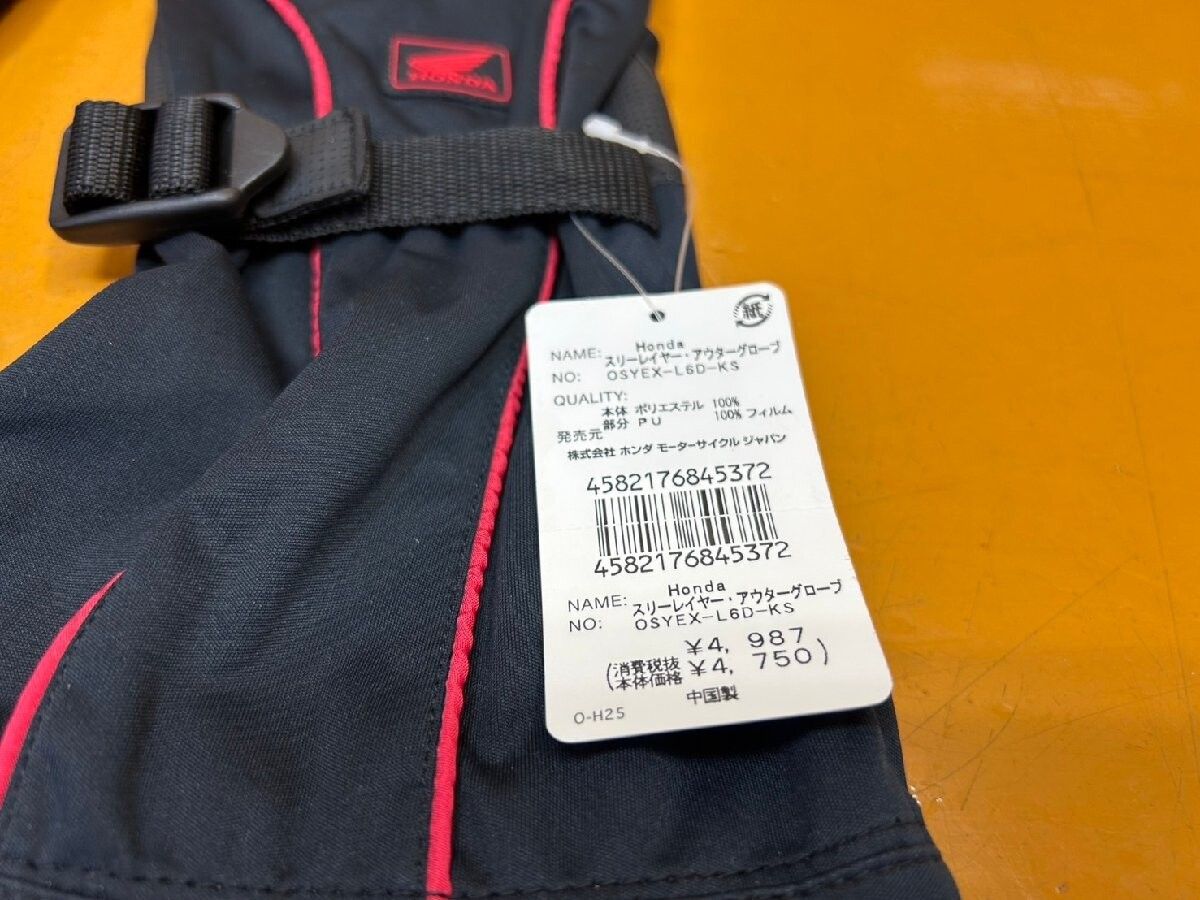 HONDA
紙
NAME: Honda
スリーレイヤー・アウターグローブ
NO: OSYEX-L6D-KS
QUALITY:
本体 ポリエステル 100%
部分 PU 100% フィルム
発売元
株式会社 ホンダ モーターサイクル ジャパン
4582176845372
4582176845372
NAME: Honda
スリーレイヤー・アウターグローブ
NO: OSYEX-L6D-KS
¥4, 987
(消費税抜 ¥4, 750)
(本体価格
中国製
O-H25